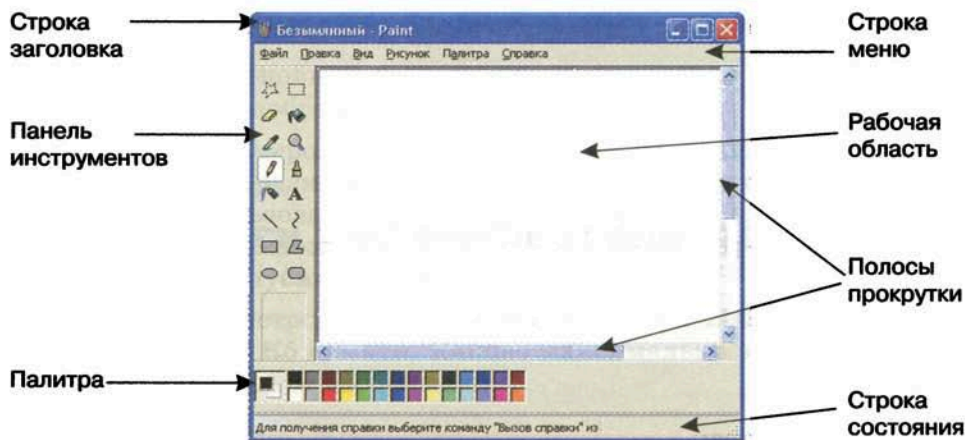 Строка
заголовка
Безымянный - Paint
Строка
меню
Файл Правка Вид Рисунок Палитра Справка
Панель
инструментов
A
Рабочая
область
Полосы
прокрутки
Палитра
Для получения справки выберите команду "Вызов справки" из
Строка
состояния